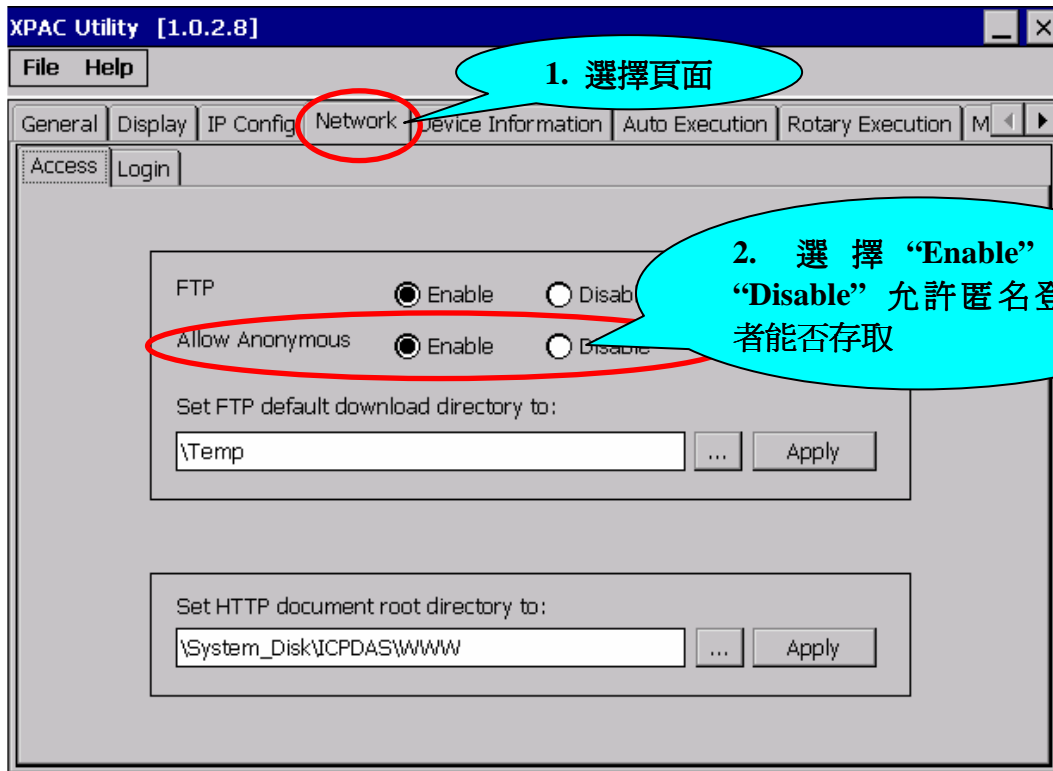 XPAC Utility [1.0.2.8]
File Help
1. 選擇頁面
General Display IP Config Network Device Information Auto Execution Rotary Execution M
Access Login
2. 選 擇 “Enable”
“Disable” 允許匿名登
者能否存取
FTP Enable Disab
Allow Anonymous Enable Disable
Set FTP default download directory to:
\Temp ... Apply
Set HTTP document root directory to:
\System_Disk\ICPDAS\WWW ... Apply